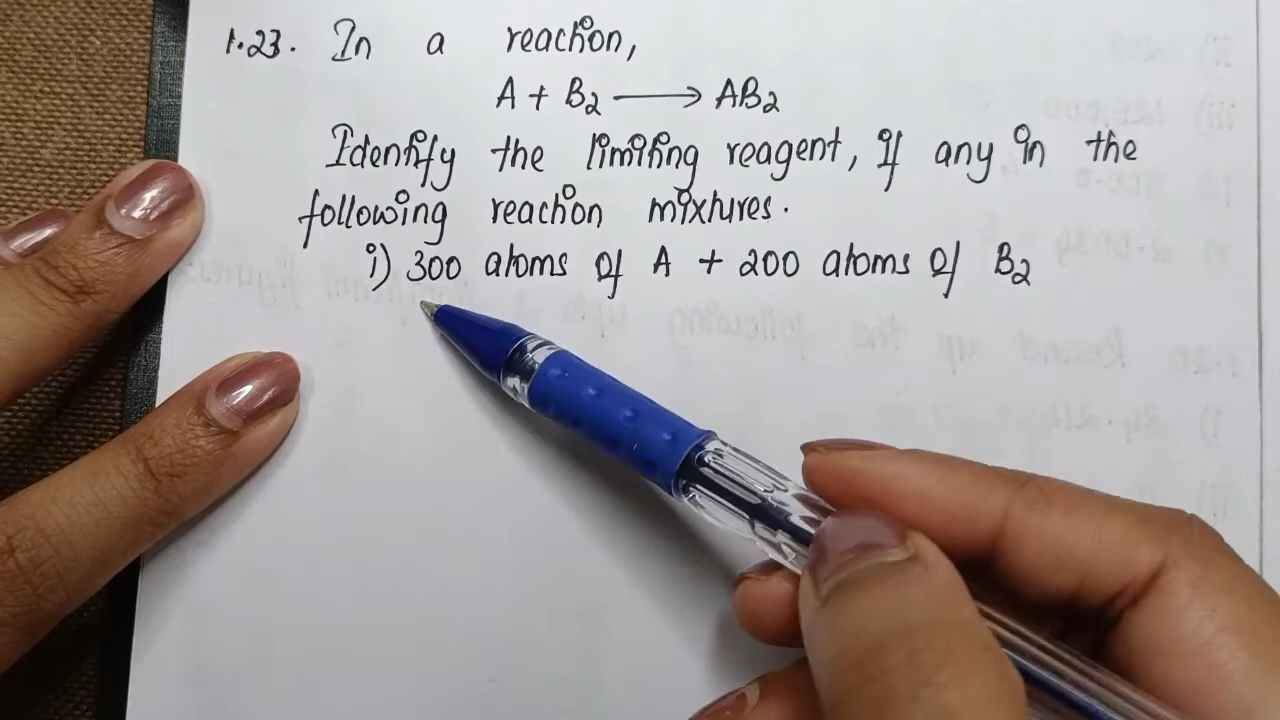 1.23. In a reaction,
A + B2 ⟶ AB2
Identify the limiting reagent, if any in the
following reaction mixtures.
i) 300 atoms of A + 200 atoms of B2